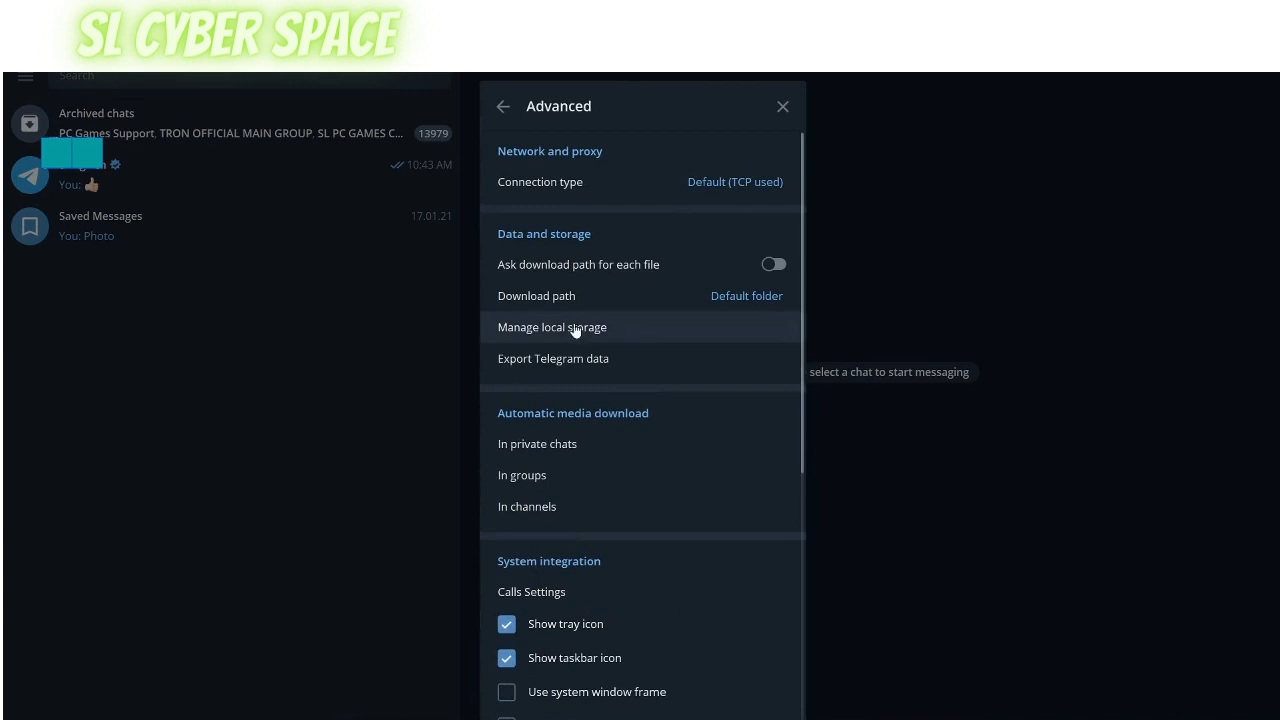 SL CYBER SPACE
Search
Archived chats
PC Games Support, TRON OFFICIAL MAIN GROUP, SL PC GAMES C...
13979
10:43 AM
You: 👍🏼
Saved Messages
17.01.21
You: Photo
Advanced
Network and proxy
Connection type
Default (TCP used)
Data and storage
Ask download path for each file
Download path
Default folder
Manage local storage
Export Telegram data
Automatic media download
In private chats
In groups
In channels
System integration
Calls Settings
Show tray icon
Show taskbar icon
Use system window frame
select a chat to start messaging